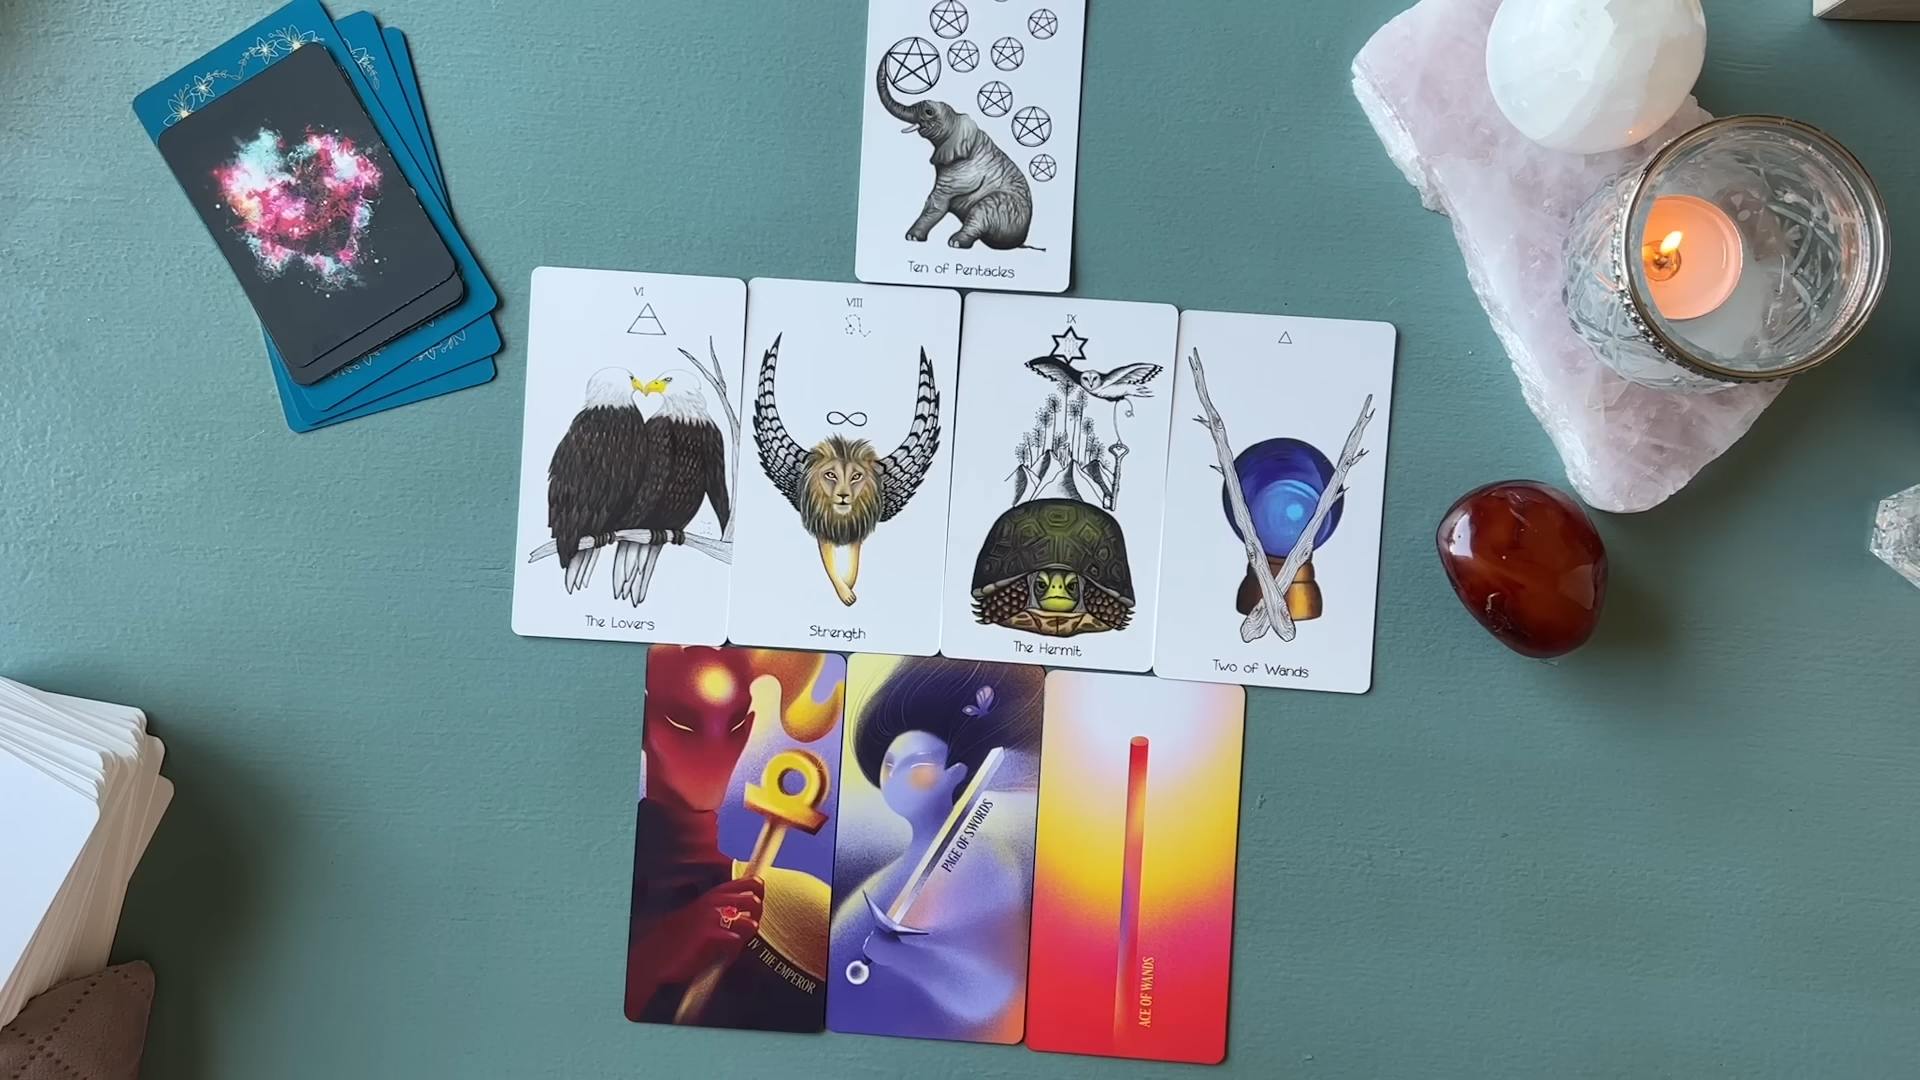 Ten of Pentacles
VI
The Lovers
VIII
Strength
IX
The Hermit
Two of Wands
IV THE EMPEROR
PAGE OF SWORDS
ACE OF WANDS